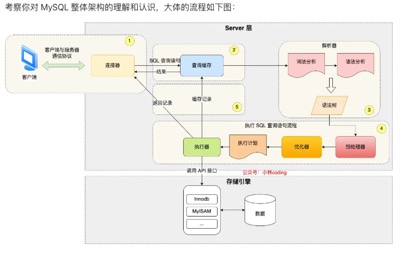 考察你对 MySQL 整体架构的理解和认识，大体的流程如下图：
Server 层
1
客户端与服务器
通信协议
客户端
连接器
SQL 查询语句
结果
2
查询缓存
解析器
词法分析
语法分析
语法树
3
返回记录
缓存记录
5
执行 SQL 查询语句流程
4
执行器
执行计划
优化器
预处理器
调用 API 接口
公众号：小林coding
存储引擎
Innodb
MyISAM
...
数据